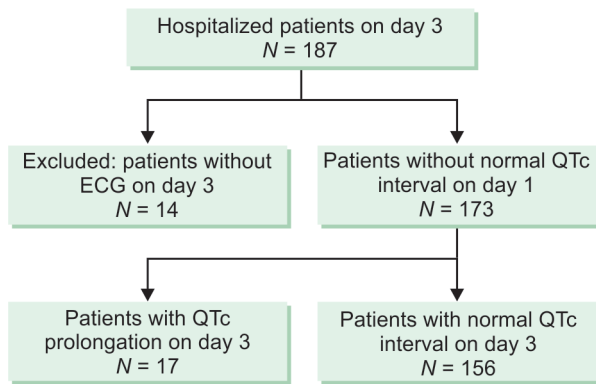 Hospitalized patients on day 3
N = 187
Excluded: patients without
ECG on day 3
N = 14
Patients without normal QTc
interval on day 1
N = 173
Patients with QTc
prolongation on day 3
N = 17
Patients with normal QTc
interval on day 3
N = 156